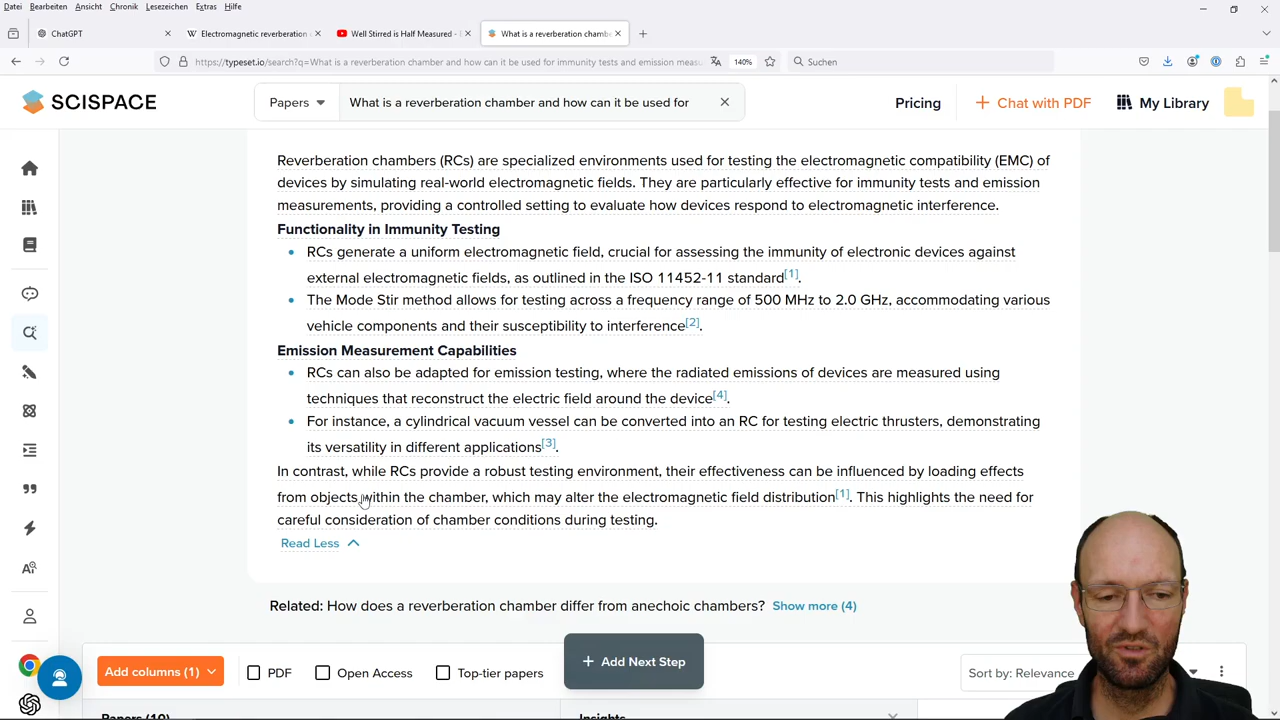 Datei Bearbeiten Ansicht Chronik Lesezeichen Extras Hilfe
ChatGPT
Electromagnetic reverberation
Well Stirred is Half Measured -
What is a reverberation chamb
https://typeset.io/search?q=What is a reverberation chamber and how can it be used for immunity tests and emission meas
140%
Suchen
SCISPACE
Papers
What is a reverberation chamber and how can it be used for
Pricing
Chat with PDF
My Library
Reverberation chambers (RCs) are specialized environments used for testing the electromagnetic compatibility (EMC) of
devices by simulating real-world electromagnetic fields. They are particularly effective for immunity tests and emission
measurements, providing a controlled setting to evaluate how devices respond to electromagnetic interference.
Functionality in Immunity Testing
• RCs generate a uniform electromagnetic field, crucial for assessing the immunity of electronic devices against
external electromagnetic fields, as outlined in the ISO 11452-11 standard[1].
• The Mode Stir method allows for testing across a frequency range of 500 MHz to 2.0 GHz, accommodating various
vehicle components and their susceptibility to interference[2].
Emission Measurement Capabilities
• RCs can also be adapted for emission testing, where the radiated emissions of devices are measured using
techniques that reconstruct the electric field around the device[4].
• For instance, a cylindrical vacuum vessel can be converted into an RC for testing electric thrusters, demonstrating
its versatility in different applications[3].
In contrast, while RCs provide a robust testing environment, their effectiveness can be influenced by loading effects
from objects within the chamber, which may alter the electromagnetic field distribution[1]. This highlights the need for
careful consideration of chamber conditions during testing.
Read Less
Related: How does a reverberation chamber differ from anechoic chambers? Show more (4)
Add Next Step
Add columns (1)
PDF
Open Access
Top-tier papers
Sort by: Relevance
Papers (10)
Insights